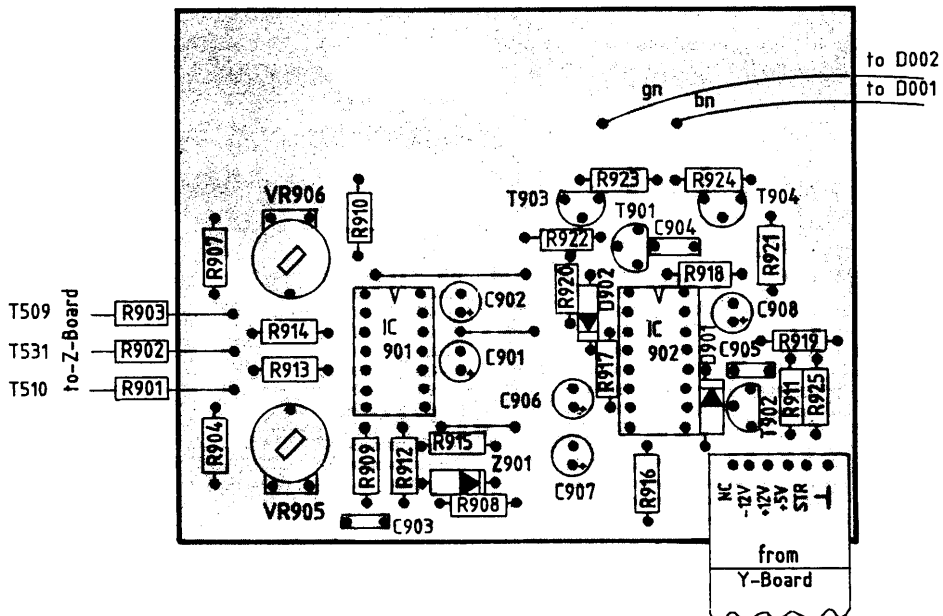 to D002
gn
to D001
bn
R923
R924
T903
T904
VR906
R910
T901
C904
R907
R922
R921
R920
D902
R918
T509
R903
C902
C908
IC
901
IC
902
D901
R914
R919
T531
R902
to-Z-Board
C901
C905
R913
R917
T510
R901
C906
T902
R911
R925
R904
R909
R912
R915
Z901
C907
R916
NC
-12V
+12V
+5V
STR
R908
VR905
C903
from
Y-Board